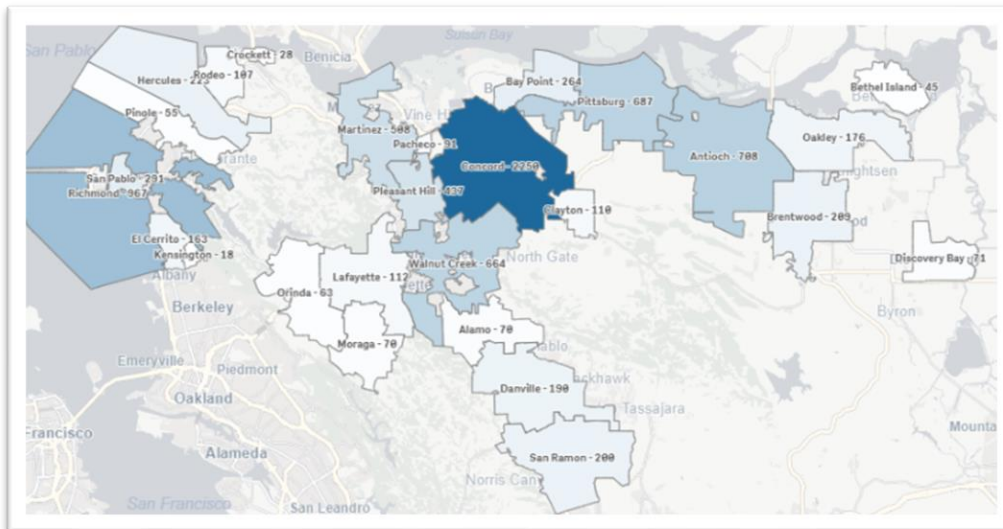 Suisun Bay
San Pablo
Crockett - 28
Benicia
Rodeo - 107
Hercules - 223
Bay Point - 264
Bethel Island - 45
Pittsburg - 687
Pinole - 55
Vine
Martinez - 508
Oakley - 176
Pacheco - 91
Antioch - 708
Concord - 2250
San Pablo - 291
Pleasant Hill - 437
Richmond - 967
Clayton - 110
Brentwood - 209
El Cerrito - 163
Kensington - 18
North Gate
Discovery Bay - 71
Walnut Creek - 664
Lafayette - 112
Albany
Orinda - 63
Berkeley
Byron
Alamo - 70
Moraga - 70
Emeryville
Piedmont
Danville - 190
Oakland
Tassajara
Francisco
Alameda
San Ramon - 200
Norris
San Francisco
San Leandro